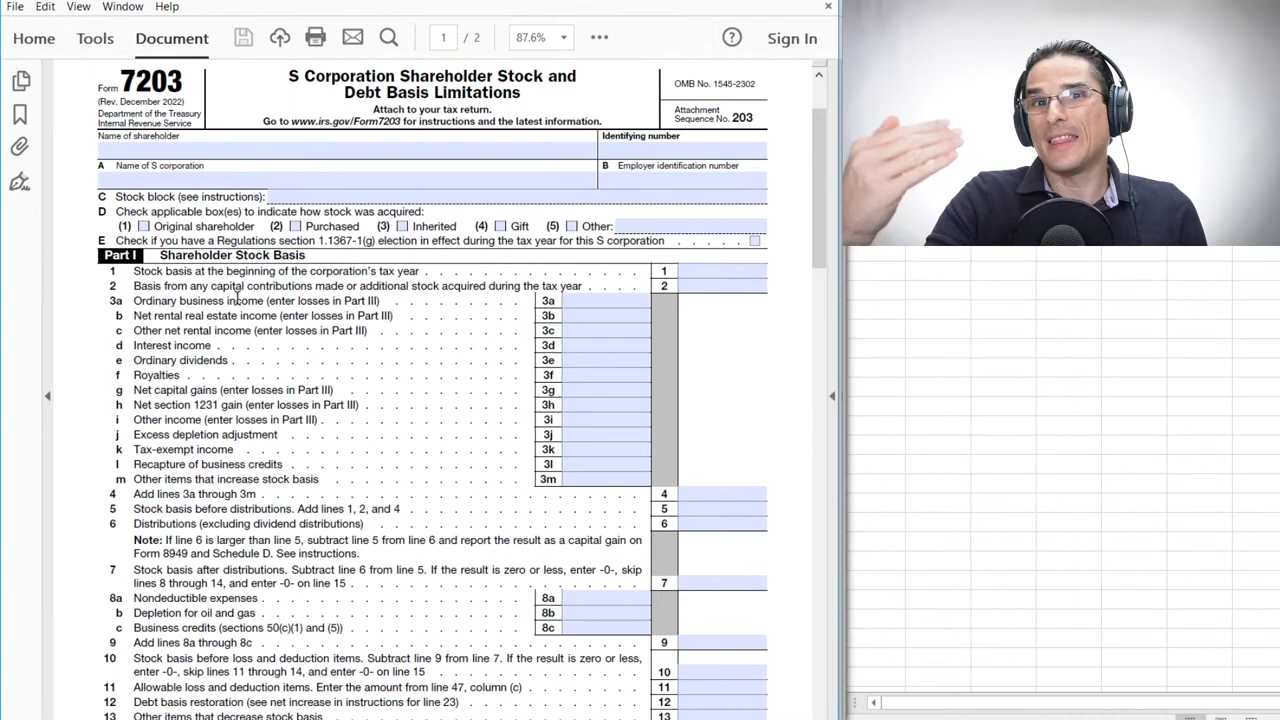 File Edit View Window Help ×
Home Tools Document 1 / 2 87.6% Sign In
Form 7203
(Rev. December 2022)
Department of the Treasury
Internal Revenue Service
S Corporation Shareholder Stock and
Debt Basis Limitations
Attach to your tax return.
Go to www.irs.gov/Form7203 for instructions and the latest information.
OMB No. 1545-2302
Attachment
Sequence No. 203
Name of shareholder Identifying number
A Name of S corporation B Employer identification number
C Stock block (see instructions):
D Check applicable box(es) to indicate how stock was acquired:
(1) Original shareholder (2) Purchased (3) Inherited (4) Gift (5) Other:
E Check if you have a Regulations section 1.1367-1(g) election in effect during the tax year for this S corporation . . . . .
Part I Shareholder Stock Basis
1 Stock basis at the beginning of the corporation's tax year . . . . . . . . . . . . . . . 1
2 Basis from any capital contributions made or additional stock acquired during the tax year . . . . 2
3a Ordinary business income (enter losses in Part III) . . . . . . . . . 3a
b Net rental real estate income (enter losses in Part III) . . . . . . . . . 3b
c Other net rental income (enter losses in Part III) . . . . . . . . . . 3c
d Interest income . . . . . . . . . . . . . . . . . . . . 3d
e Ordinary dividends . . . . . . . . . . . . . . . . . . . . 3e
f Royalties . . . . . . . . . . . . . . . . . . . . . . 3f
g Net capital gains (enter losses in Part III) . . . . . . . . . . . . 3g
h Net section 1231 gain (enter losses in Part III) . . . . . . . . . . 3h
i Other income (enter losses in Part III) . . . . . . . . . . . . . 3i
j Excess depletion adjustment . . . . . . . . . . . . . . . . 3j
k Tax-exempt income . . . . . . . . . . . . . . . . . . . 3k
l Recapture of business credits . . . . . . . . . . . . . . . . 3l
m Other items that increase stock basis . . . . . . . . . . . . . 3m
4 Add lines 3a through 3m . . . . . . . . . . . . . . . . . . . . . . . . . . 4
5 Stock basis before distributions. Add lines 1, 2, and 4 . . . . . . . . . . . . . . . . 5
6 Distributions (excluding dividend distributions) . . . . . . . . . . . . . . . . . . . 6
Note: If line 6 is larger than line 5, subtract line 5 from line 6 and report the result as a capital gain on
Form 8949 and Schedule D. See instructions.
7 Stock basis after distributions. Subtract line 6 from line 5. If the result is zero or less, enter -0-, skip
lines 8 through 14, and enter -0- on line 15 . . . . . . . . . . . . . . . . . . . . 7
8a Nondeductible expenses . . . . . . . . . . . . . . . . . 8a
b Depletion for oil and gas . . . . . . . . . . . . . . . . . 8b
c Business credits (sections 50(c)(1) and (5)) . . . . . . . . . . . . 8c
9 Add lines 8a through 8c . . . . . . . . . . . . . . . . . . . . . . . . . . 9
10 Stock basis before loss and deduction items. Subtract line 9 from line 7. If the result is zero or less,
enter -0-, skip lines 11 through 14, and enter -0- on line 15 . . . . . . . . . . . . . . . 10
11 Allowable loss and deduction items. Enter the amount from line 47, column (c) . . . . . . . . 11
12 Debt basis restoration (see net increase in instructions for line 23) . . . . . . . . . . . . 12
13 Other items that decrease stock basis . . . . . . . . . . . . . . . . . . . . . . 13